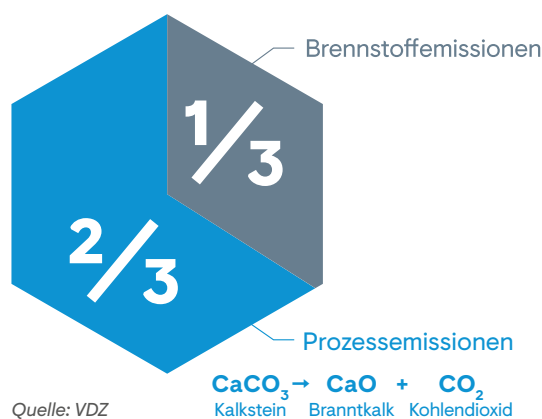 Brennstoffemissionen
1/3
2/3
Prozessemissionen
CaCO₃ → CaO + CO₂
Kalkstein Branntkalk Kohlendioxid
Quelle: VDZ